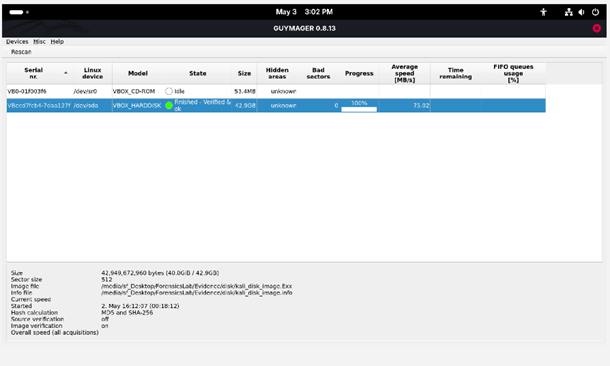 May 3 3:02 PM
GUYMAGER 0.8.13
Devices Misc Help
Rescan
Serial nr. Linux device Model State Size Hidden areas Bad sectors Progress Average speed [MB/s] Time remaining FIFO queues usage [%]
VB0-01f003f6 /dev/sr0 VBOX_CD-ROM Idle 53.4MB unknown
/dev/sda VBOX_HARDDISK Finished - Verified & ok 42.9GB unknown 0 100% 75.02
Size 42,949,672,960 bytes (40.0GiB / 42.9GB)
Sector size 512
Image file /media/sf_Desktop/ForensicsLab/Evidence/disk/kali_disk_image.Exx
Info file /media/sf_Desktop/ForensicsLab/Evidence/disk/kali_disk_image.info
Current speed
Started 2. May 16:12:07 (00:18:12)
Hash calculation MD5 and SHA-256
Source verification off
Image verification on
Overall speed (all acquisitions)